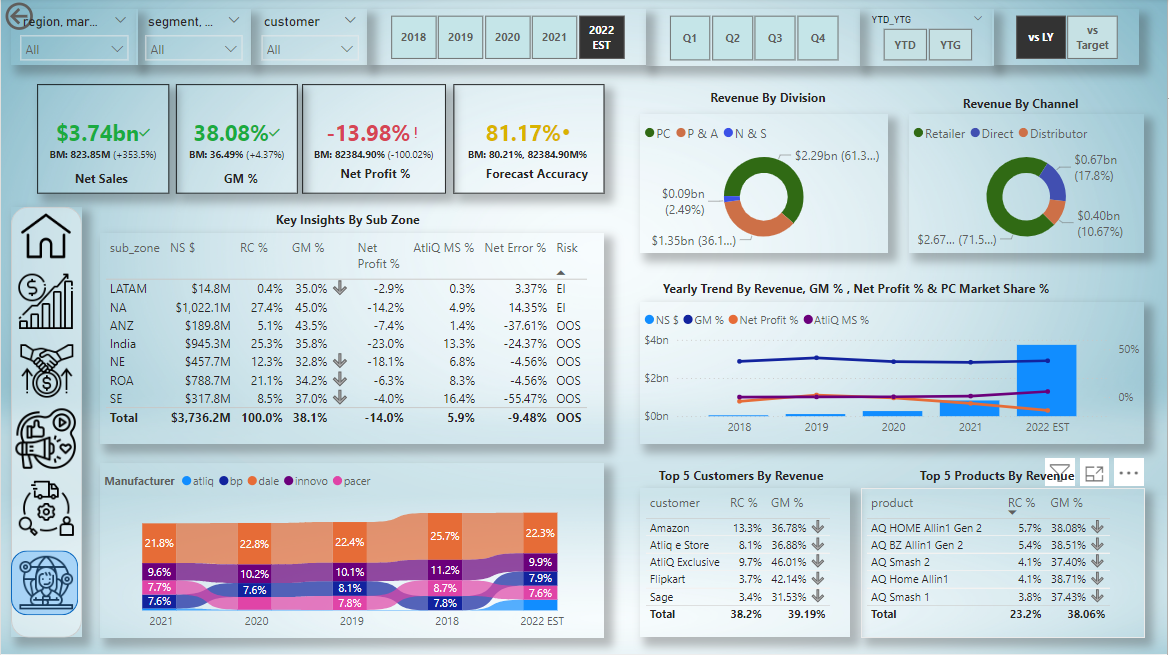 region, mar...
All
segment, ...
All
customer
All
2018
2019
2020
2021
2022 EST
Q1
Q2
Q3
Q4
YTD_YTG
YTD
YTG
vs LY
vs Target
$3.74bn✓
BM: 823.85M (+353.5%)
Net Sales
38.08%✓
BM: 36.49% (+4.37%)
GM %
-13.98% !
BM: 82384.90% (-100.02%)
Net Profit %
81.17%•
BM: 80.21%, 82384.90M%
Forecast Accuracy
Revenue By Division
PC P & A N & S
$2.29bn (61.3...)
$0.09bn (2.49%)
$1.35bn (36.1...)
Revenue By Channel
Retailer Direct Distributor
$0.67bn (17.8%)
$0.40bn (10.67%)
$2.67... (71.5...)
Key Insights By Sub Zone
sub_zone NS $ RC % GM % Net Profit % AtliQ MS % Net Error % Risk
LATAM $14.8M 0.4% 35.0% -2.9% 0.3% 3.37% EI
NA $1,022.1M 27.4% 45.0% -14.2% 4.9% 14.35% EI
ANZ $189.8M 5.1% 43.5% -7.4% 1.4% -37.61% OOS
India $945.3M 25.3% 35.8% -23.0% 13.3% -24.37% OOS
NE $457.7M 12.3% 32.8% -18.1% 6.8% -4.56% OOS
ROA $788.7M 21.1% 34.2% -6.3% 8.3% -4.56% OOS
SE $317.8M 8.5% 37.0% -4.0% 16.4% -55.47% OOS
Total $3,736.2M 100.0% 38.1% -14.0% 5.9% -9.48% OOS
Yearly Trend By Revenue, GM % , Net Profit % & PC Market Share %
NS $ GM % Net Profit % AtliQ MS %
$4bn
$2bn
$0bn
50%
0%
2018 2019 2020 2021 2022 EST
Manufacturer atliq bp dale innovo pacer
21.8% 22.8% 22.4% 25.7% 22.3%
9.6% 10.2% 10.1% 11.2% 9.9%
7.7% 7.6% 8.1% 8.7% 7.9%
7.6% 7.8% 7.8% 7.6%
2021 2020 2019 2018 2022 EST
Top 5 Customers By Revenue
customer RC % GM %
Amazon 13.3% 36.78%
Atliq e Store 8.1% 36.88%
AtliQ Exclusive 9.7% 46.01%
Flipkart 3.7% 42.14%
Sage 3.4% 31.53%
Total 38.2% 39.19%
Top 5 Products By Revenue
product RC % GM %
AQ HOME Allin1 Gen 2 5.7% 38.08%
AQ BZ Allin1 Gen 2 5.4% 38.51%
AQ Smash 2 4.1% 37.40%
AQ Home Allin1 4.1% 38.71%
AQ Smash 1 3.8% 37.43%
Total 23.2% 38.06%